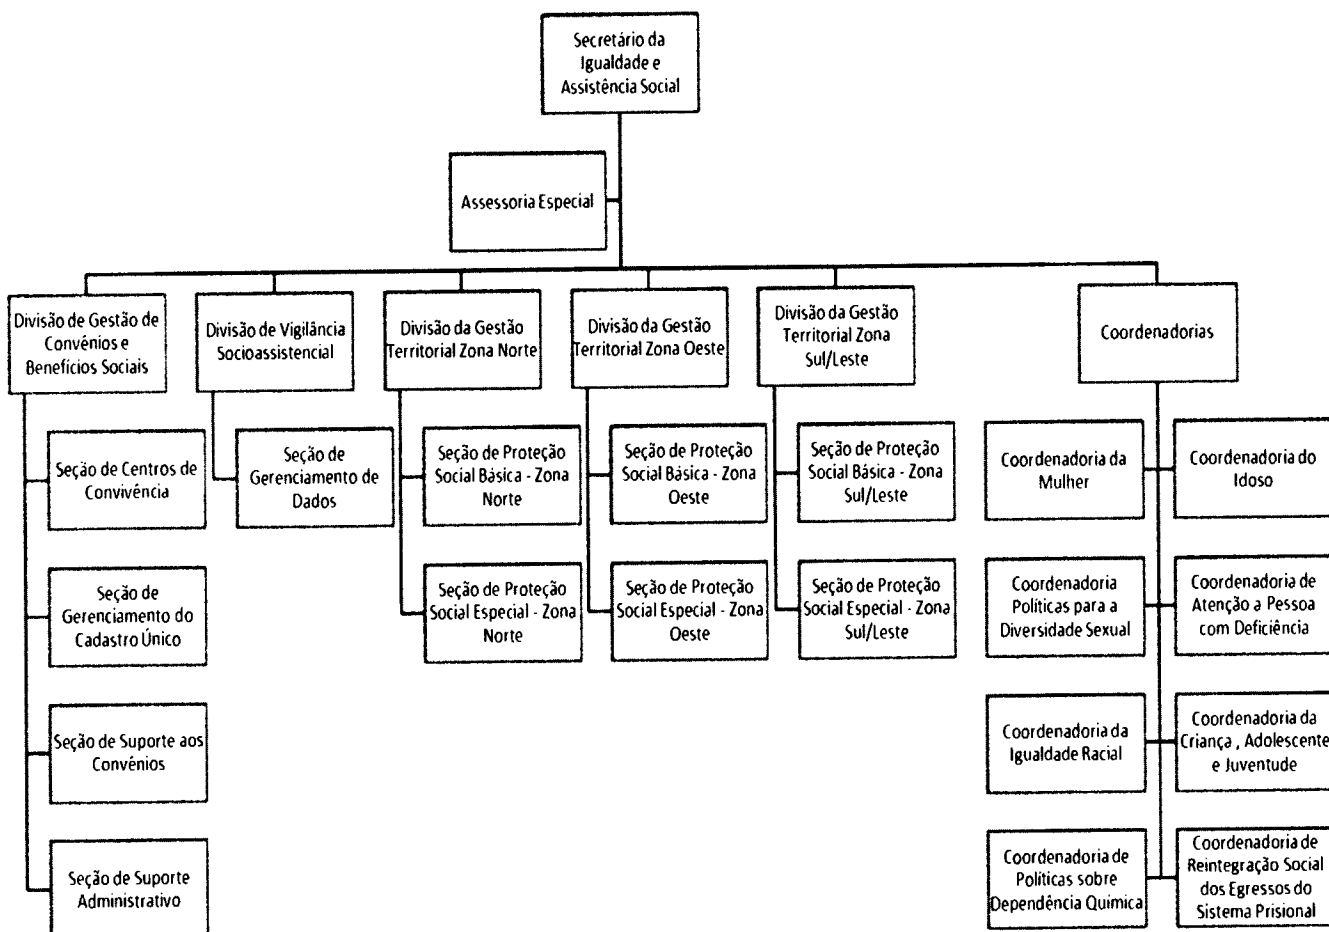 Secretário da
Igualdade e
Assistência Social
Assessoria Especial
Divisão de Gestão de
Convênios e
Benefícios Sociais
Divisão de Vigilância
Socioassistencial
Divisão da Gestão
Territorial Zona Norte
Divisão da Gestão
Territorial Zona Oeste
Divisão da Gestão
Territorial Zona
Sul/Leste
Coordenadorias
Seção de Centros de
Convivência
Seção de
Gerenciamento de
Dados
Seção de Proteção
Social Básica - Zona
Norte
Seção de Proteção
Social Básica - Zona
Oeste
Seção de Proteção
Social Básica - Zona
Sul/Leste
Coordenadoria da
Mulher
Coordenadoria do
Idoso
Seção de
Gerenciamento do
Cadastro Único
Seção de Proteção
Social Especial - Zona
Norte
Seção de Proteção
Social Especial - Zona
Oeste
Seção de Proteção
Social Especial - Zona
Sul/Leste
Coordenadoria
Políticas para a
Diversidade Sexual
Coordenadoria de
Atenção a Pessoa
com Deficiência
Seção de Suporte aos
Convênios
Coordenadoria da
Igualdade Racial
Coordenadoria da
Criança , Adolescente
e Juventude
Seção de Suporte
Administrativo
Coordenadoria de
Políticas sobre
Dependência Química
Coordenadoria de
Reintegração Social
dos Egressos do
Sistema Prisional